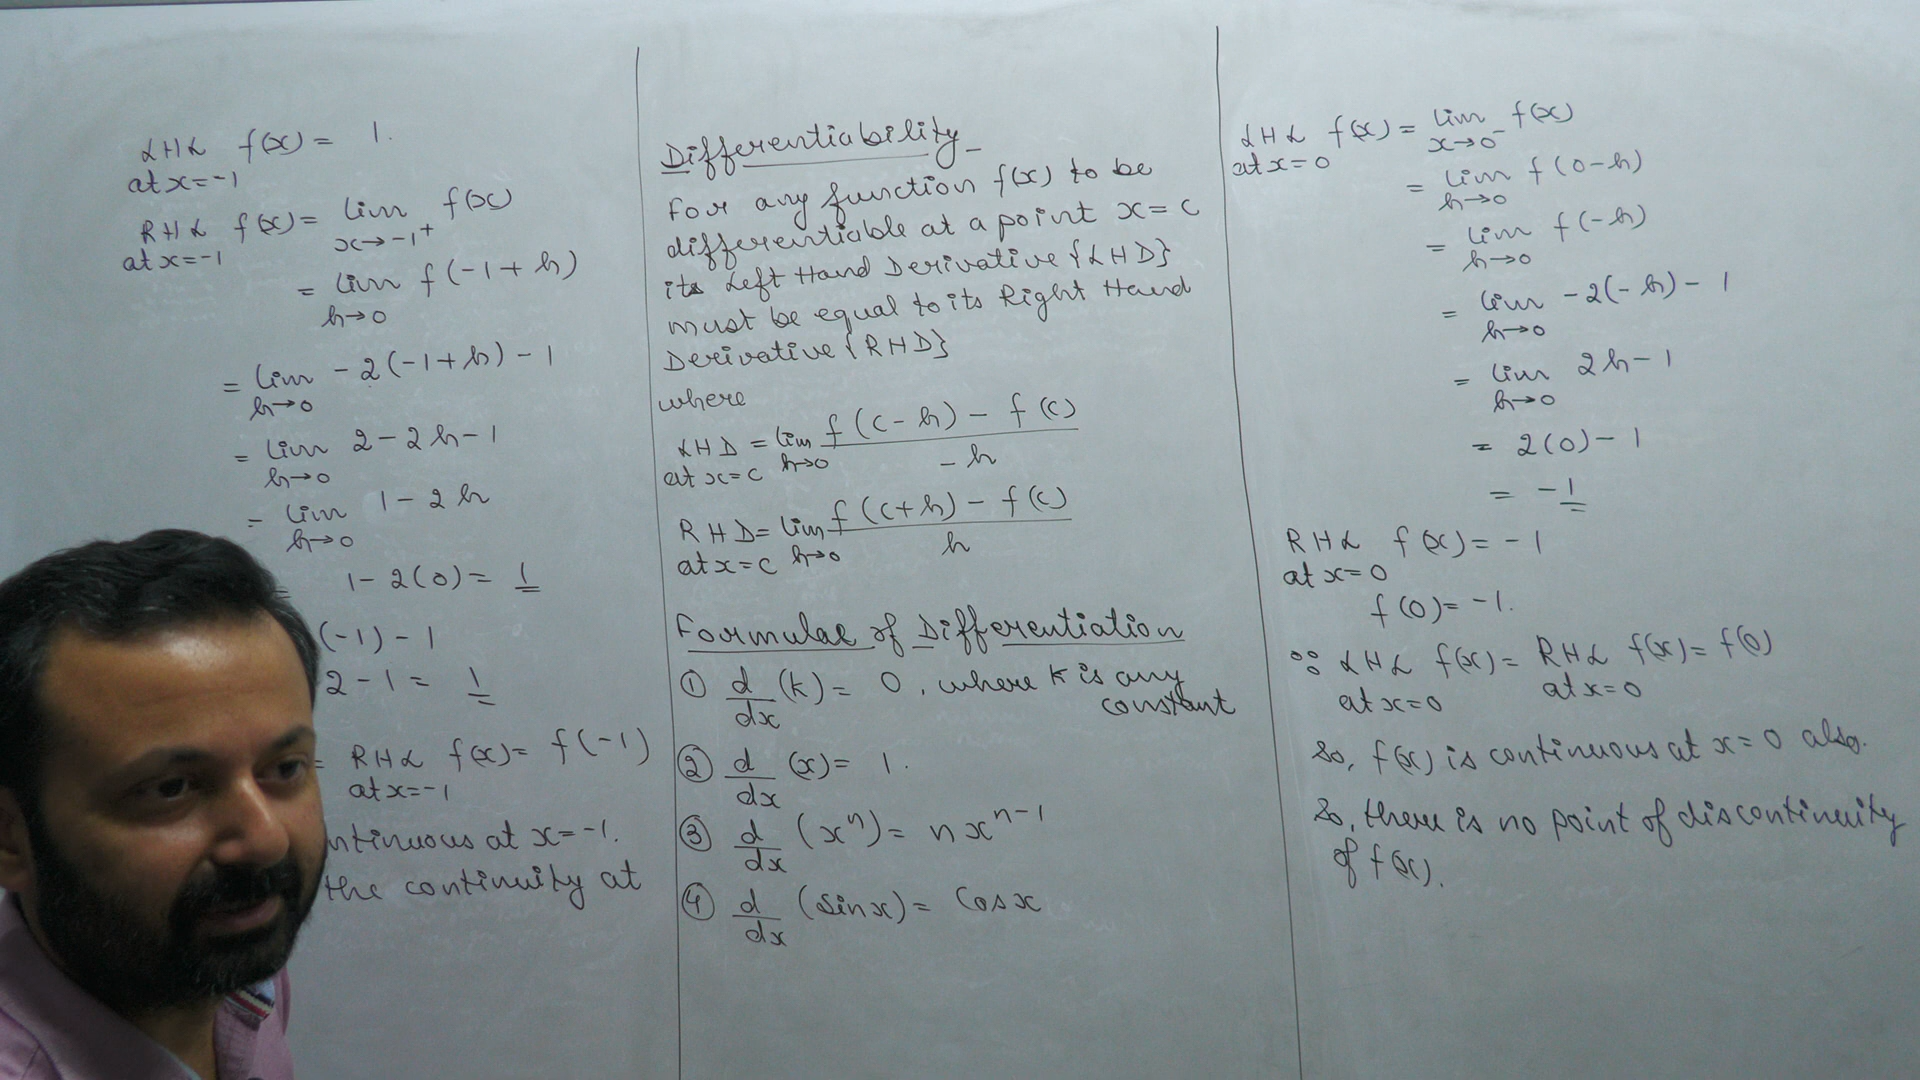 LHL f(x) = 1.
at x=-1
RHL f(x) = lim f(x)
at x=-1 x→-1⁺
= lim f(-1+h)
h→0
= lim -2(-1+h)-1
h→0
= lim 2-2h-1
h→0
= lim 1-2h
h→0
= 1-2(0) = 1
(-1)-1
2-1 = 1
= RHL f(x) = f(-1)
at x=-1
ntinuous at x=-1.
the continuity at
Differentiability-
For any function f(x) to be
differentiable at a point x=c
its Left Hand Derivative {LHD}
must be equal to its Right Hand
Derivative {RHD}
where
LHD = lim f(c-h) - f(c)
at x=c h→0 -h
RHD = lim f(c+h) - f(c)
at x=c h→0 h
Formulae of Differentiation
① d/dx (k) = 0, where k is any
constant
② d/dx (x) = 1.
③ d/dx (xⁿ) = nxⁿ⁻¹
④ d/dx (sinx) = Cosx
LHL f(x) = lim f(x)
at x=0 x→0⁻
= lim f(0-h)
h→0
= lim f(-h)
h→0
= lim -2(-h)-1
h→0
= lim 2h-1
h→0
= 2(0)-1
= -1
RHL f(x) = -1
at x=0
f(0) = -1.
∵ LHL f(x) = RHL f(x) = f(0)
at x=0 at x=0
So, f(x) is continuous at x=0 also.
So, there is no point of discontinuity
of f(x).